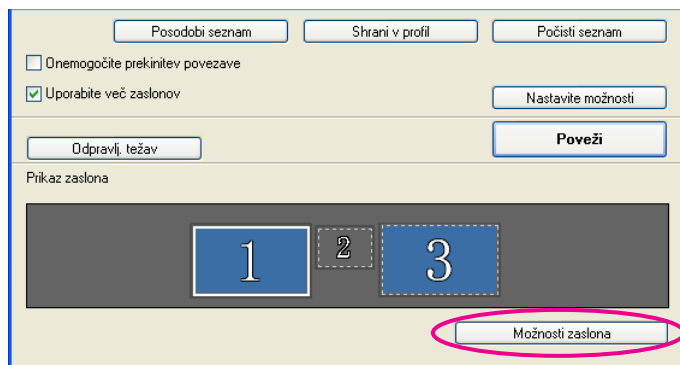 Posodobi seznam Shrani v profil Počisti seznam
Onemogočite prekinitev povezave
Uporabite več zaslonov
Nastavite možnosti
Odpravlj. težav
Poveži
Prikaz zaslona
1 2 3
Možnosti zaslona